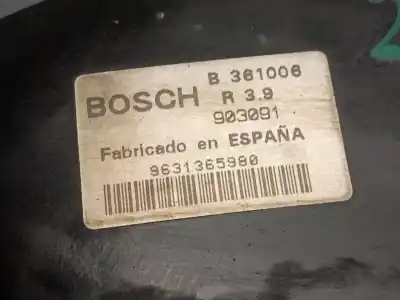 B 361006
BOSCH R 3.9
903091
Fabricado en ESPAÑA
9631365980